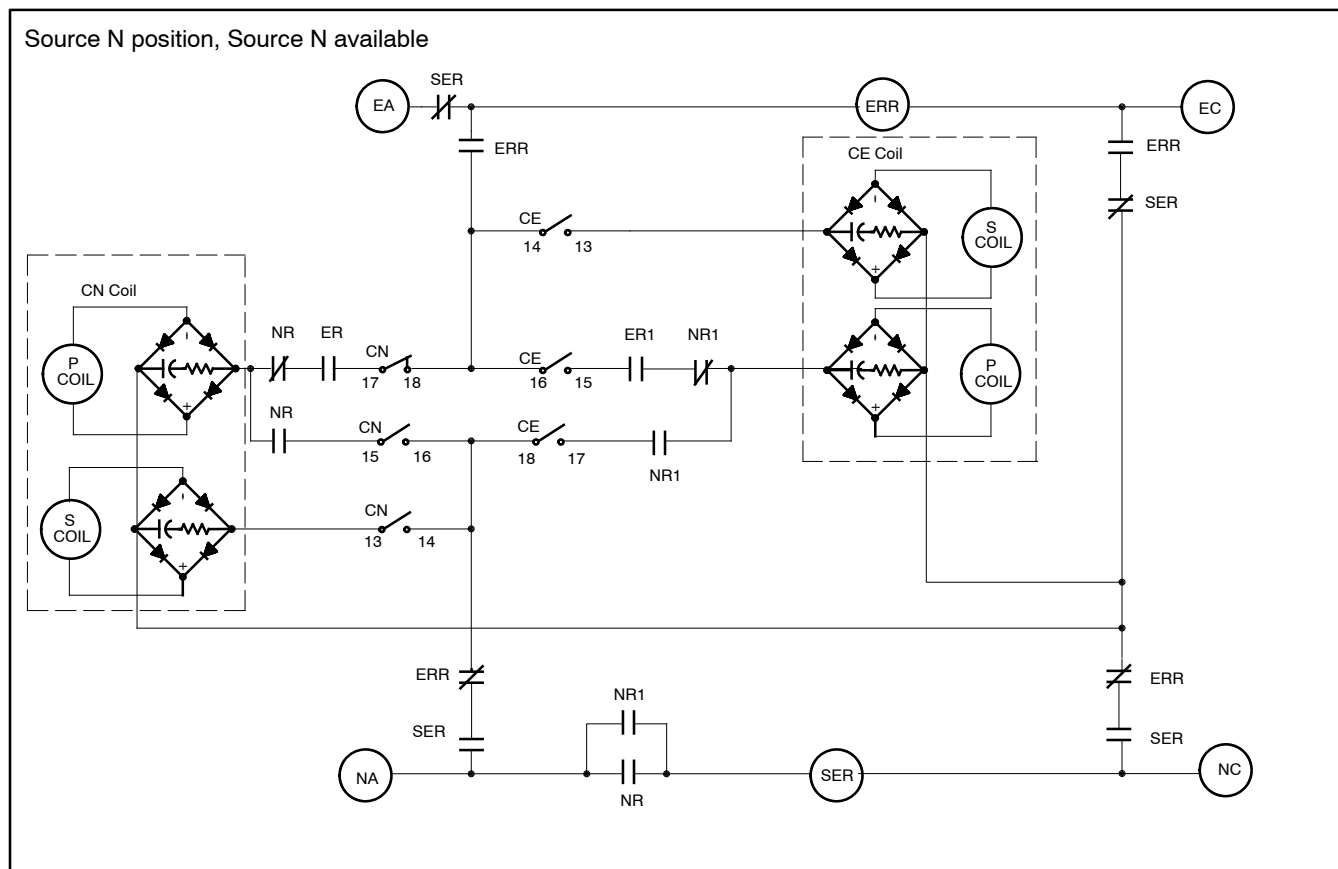 Source N position, Source N available
SER
EA
ERR
EC
ERR
CE Coil
ERR
SER
CE
14 13
S
COIL
CN Coil
NR ER CN
17 18
CE
16 15
ER1 NR1
P
COIL
P
COIL
NR
CN
15 16
CE
18 17
NR1
S
COIL
CN
13 14
ERR
SER
NR1
ERR
SER
NA
NR
SER
NC